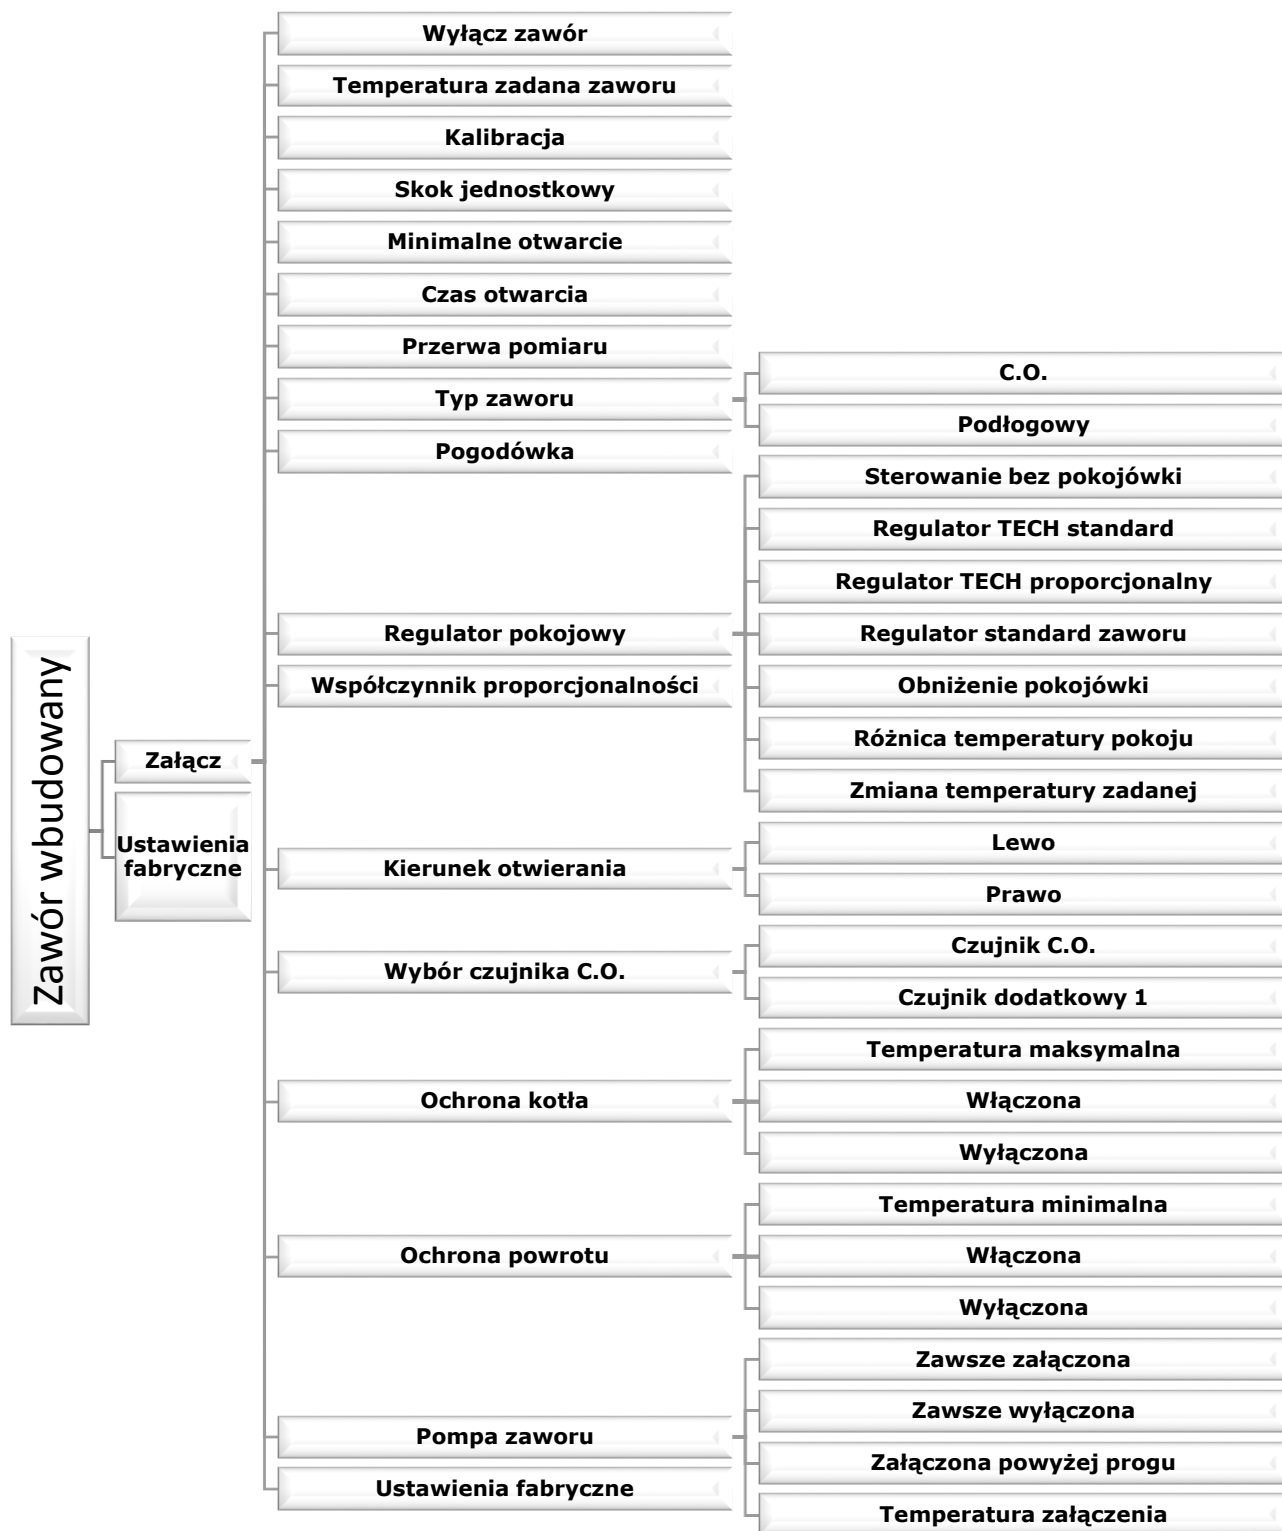 Zawór wbudowany
Załącz
Ustawienia
fabryczne
Wyłącz zawór
Temperatura zadana zaworu
Kalibracja
Skok jednostkowy
Minimalne otwarcie
Czas otwarcia
Przerwa pomiaru
Typ zaworu
C.O.
Podłogowy
Pogodówka
Regulator pokojowy
Sterowanie bez pokojówki
Regulator TECH standard
Regulator TECH proporcjonalny
Regulator standard zaworu
Obniżenie pokojówki
Różnica temperatury pokoju
Zmiana temperatury zadanej
Współczynnik proporcjonalności
Kierunek otwierania
Lewo
Prawo
Wybór czujnika C.O.
Czujnik C.O.
Czujnik dodatkowy 1
Ochrona kotła
Temperatura maksymalna
Włączona
Wyłączona
Ochrona powrotu
Temperatura minimalna
Włączona
Wyłączona
Pompa zaworu
Zawsze załączona
Zawsze wyłączona
Załączona powyżej progu
Temperatura załączenia
Ustawienia fabryczne